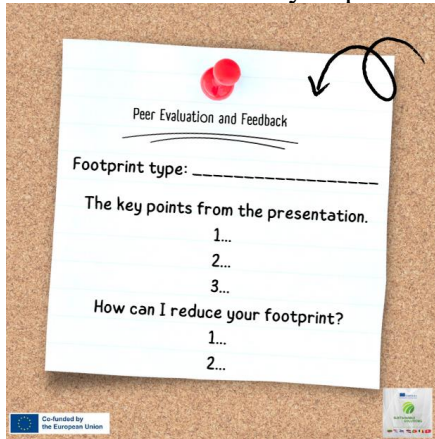 Peer Evaluation and Feedback
Footprint type: ___________________
The key points from the presentation.
1...
2...
3...
How can I reduce your footprint?
1...
2...
Co-funded by
the European Union